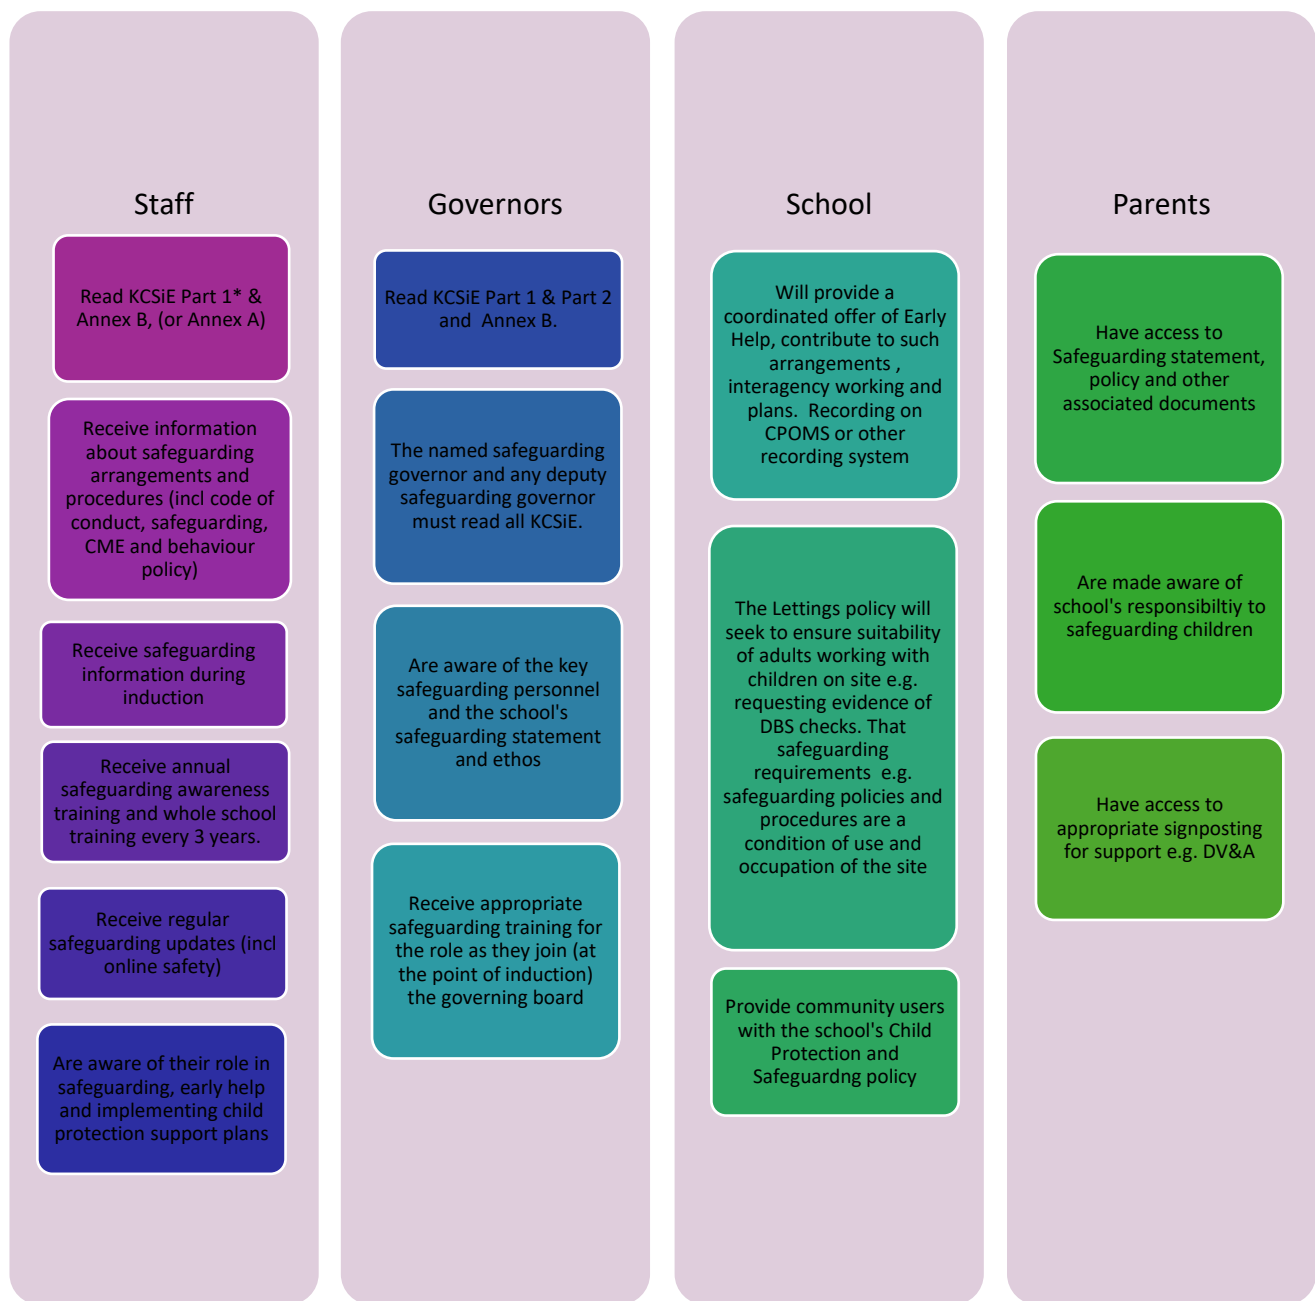 Staff
Read KCSiE Part 1* &
Annex B, (or Annex A)
Receive information
about safeguarding
arrangements and
procedures (incl code of
conduct, safeguarding,
CME and behaviour
policy)
Receive safeguarding
information during
induction
Receive annual
safeguarding awareness
training and whole school
training every 3 years.
Receive regular
safeguarding updates (incl
online safety)
Are aware of their role in
safeguarding, early help
and implementing child
protection support plans
Governors
Read KCSiE Part 1 & Part 2
and Annex B.
The named safeguarding
governor and any deputy
safeguarding governor
must read all KCSiE.
Are aware of the key
safeguarding personnel
and the school's
safeguarding statement
and ethos
Receive appropriate
safeguarding training for
the role as they join (at
the point of induction)
the governing board
School
Will provide a
coordinated offer of Early
Help, contribute to such
arrangements ,
interagency working and
plans. Recording on
CPOMS or other
recording system
The Lettings policy will
seek to ensure suitability
of adults working with
children on site e.g.
requesting evidence of
DBS checks. That
safeguarding
requirements e.g.
safeguarding policies and
procedures are a
condition of use and
occupation of the site
Provide community users
with the school's Child
Protection and
Safeguardng policy
Parents
Have access to
Safeguarding statement,
policy and other
associated documents
Are made aware of
school's responsibiltiy to
safeguarding children
Have access to
appropriate signposting
for support e.g. DV&A